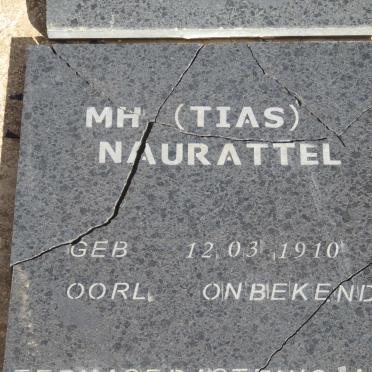 MH (TIAS)
NAURATTEL
GEB 12.03.1910
OORL. ONBEKEND